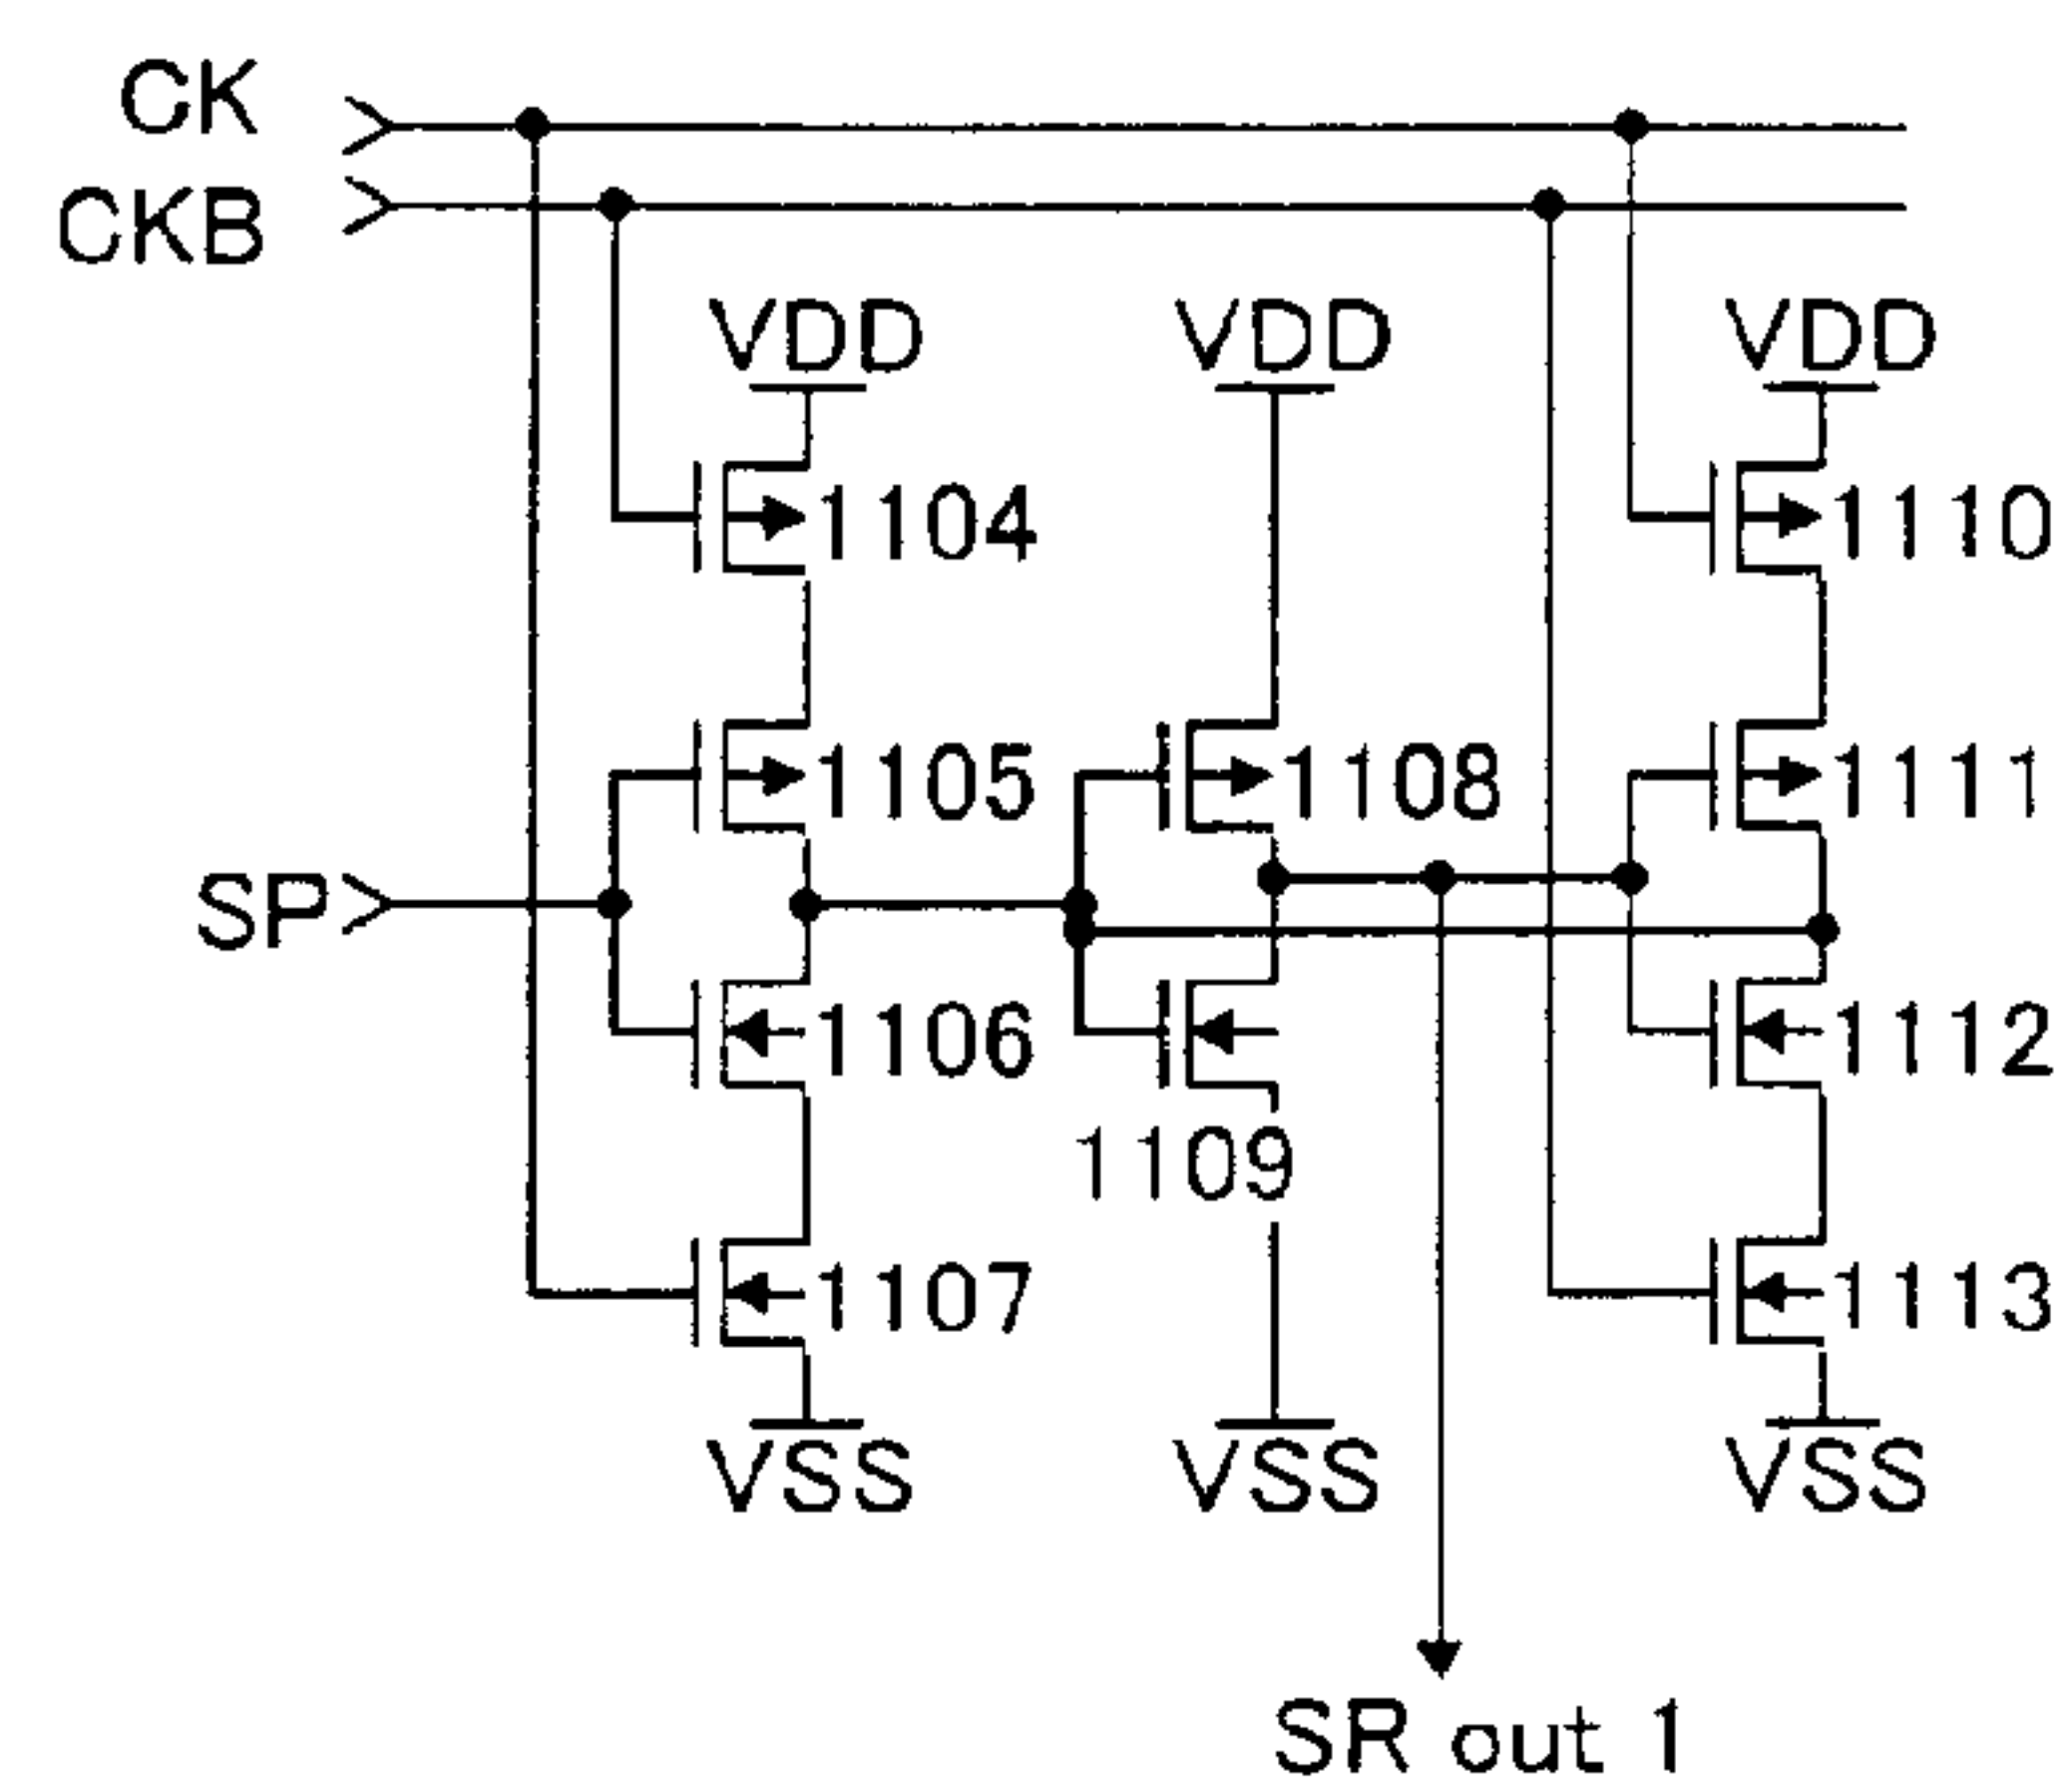 CK
CKB
VDD VDD VDD
1104 1110
1105 1108 1111
SP
1106 1112
1109
1107 1113
VSS VSS VSS
SR out 1